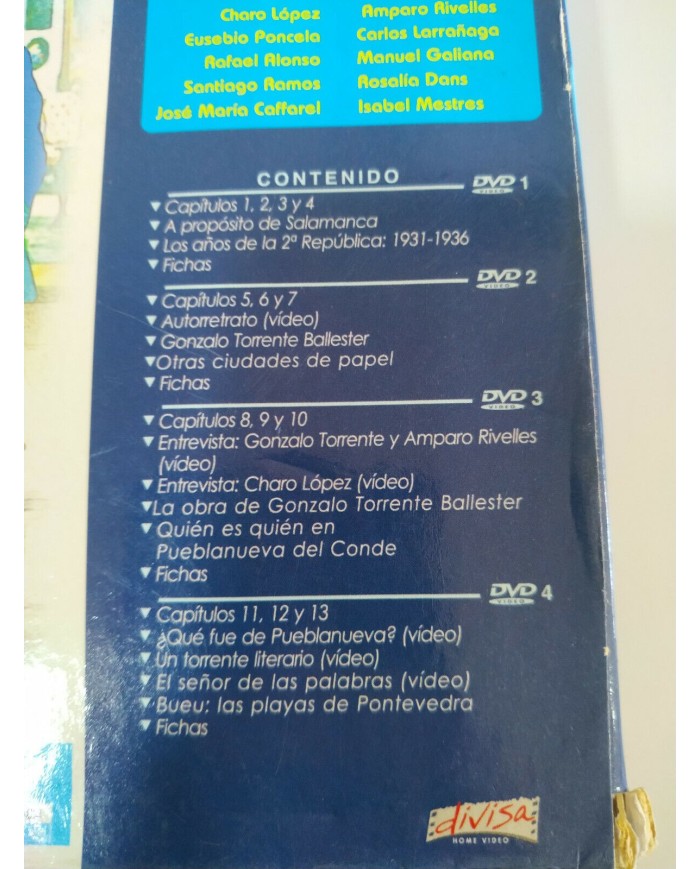 Charo López Amparo Rivelles
Eusebio Poncela Carlos Larrañaga
Rafael Alonso Manuel Galiana
Santiago Ramos Rosalía Dans
José María Caffarel Isabel Mestres
CONTENIDO
DVD VIDEO 1
▼ Capítulos 1, 2, 3 y 4
▼ A propósito de Salamanca
▼ Los años de la 2ª República: 1931-1936
▼ Fichas
DVD VIDEO 2
▼ Capítulos 5, 6 y 7
▼ Autorretrato (vídeo)
▼ Gonzalo Torrente Ballester
▼Otras ciudades de papel
▼ Fichas
DVD VIDEO 3
▼ Capítulos 8, 9 y 10
▼ Entrevista: Gonzalo Torrente y Amparo Rivelles
(vídeo)
▼ Entrevista: Charo López (vídeo)
▼La obra de Gonzalo Torrente Ballester
▼ Quién es quién en
Pueblanueva del Conde
▼ Fichas
DVD VIDEO 4
▼ Capítulos 11, 12 y 13
▼ ¿Qué fue de Pueblanueva? (vídeo)
▼ Un torrente literario (vídeo)
▼ El señor de las palabras (vídeo)
▼ Bueu: las playas de Pontevedra
▼ Fichas
divisa
HOME VIDEO